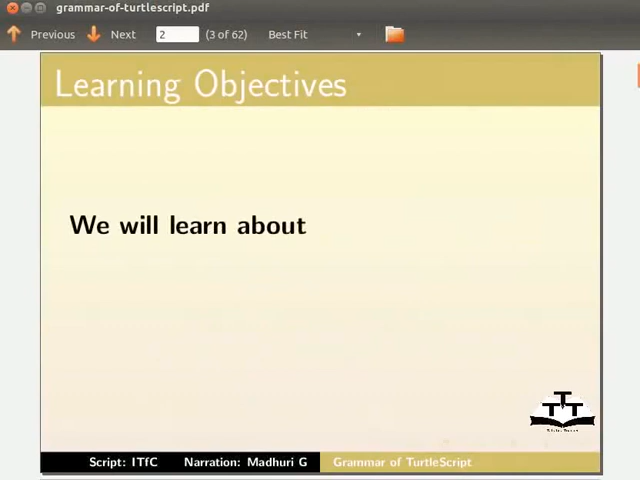 grammar-of-turtlescript.pdf
Previous Next 2 (3 of 62) Best Fit
Learning Objectives
We will learn about
TTT
Script: ITfC Narration: Madhuri G Grammar of TurtleScript